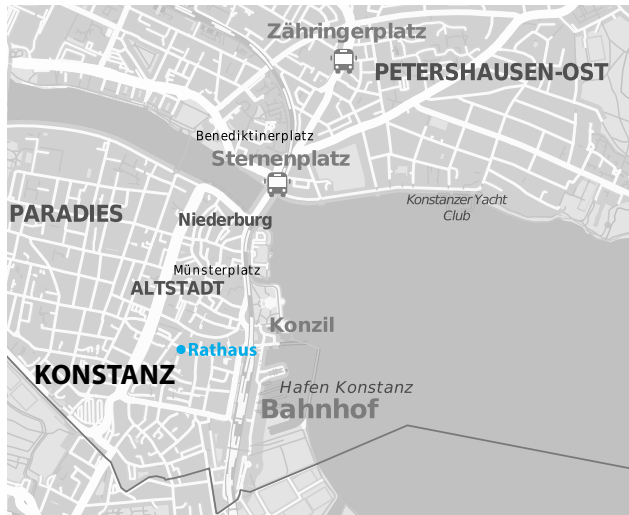 Zähringerplatz
PETERSHAUSEN-OST
Benediktinerplatz
Sternenplatz
Konstanzer Yacht
Club
PARADIES
Niederburg
Münsterplatz
ALTSTADT
Konzil
Rathaus
KONSTANZ
Hafen Konstanz
Bahnhof